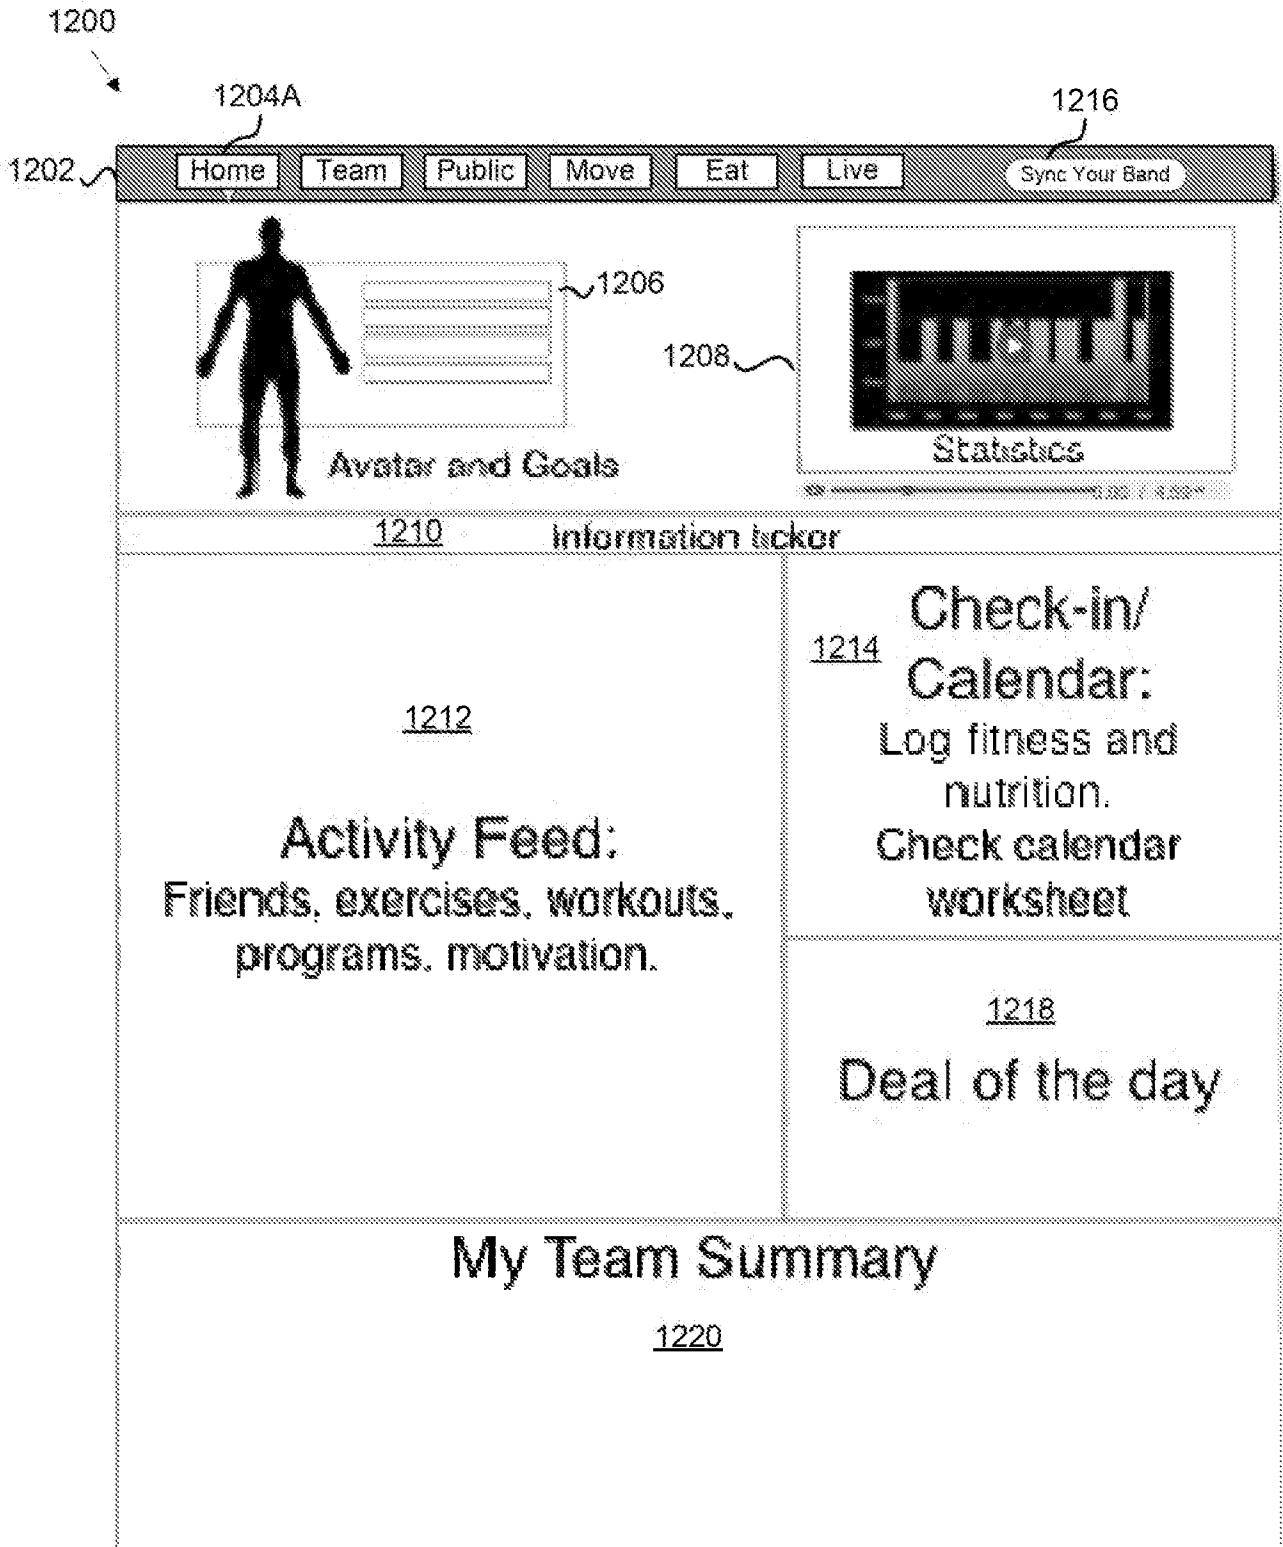 1200
1204A
1216
1202
Home Team Public Move Eat Live Sync Your Band
1206
1208
Avatar and Goals
Statistics
1210 Information ticker
Check-in/
1214
Calendar:
1212
Log fitness and
nutrition.
Activity Feed:
Check calendar
Friends, exercises, workouts,
worksheet
programs, motivation.
1218
Deal of the day
My Team Summary
1220